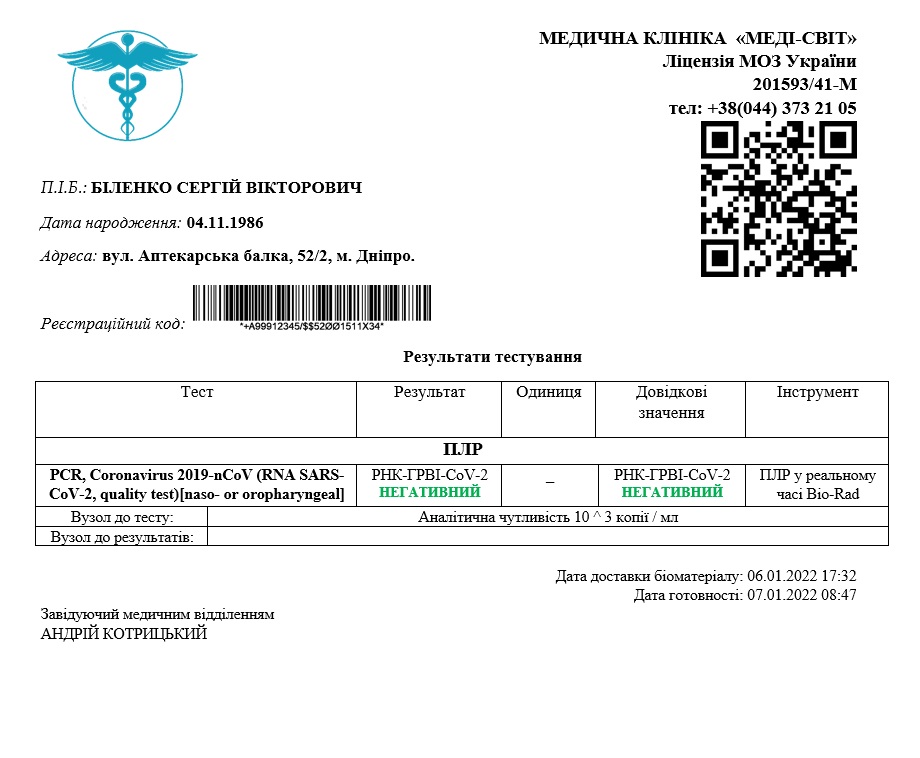 МЕДИЧНА КЛІНІКА «МЕДІ-СВІТ»
Ліцензія МОЗ України
201593/41-М
тел: +38(044) 373 21 05
П.І.Б.: БІЛЕНКО СЕРГІЙ ВІКТОРОВИЧ
Дата народження: 04.11.1986
Адреса: вул. Аптекарська балка, 52/2, м. Дніпро.
Реєстраційний код:
*+A99912345/$$52ØØ1511X34*
Результати тестування
Тест Результат Одиниця Довідкові Інструмент
значення
ПЛР
PCR, Coronavirus 2019-nCoV (RNA SARS- РНК-ГРВІ-CoV-2 – РНК-ГРВІ-CoV-2 ПЛР у реальному
CoV-2, quality test)[naso- or oropharyngeal] НЕГАТИВНИЙ НЕГАТИВНИЙ часі Bio-Rad
Вузол до тесту: Аналітична чутливість 10 ^ 3 копії / мл
Вузол до результатів:
Дата доставки біоматеріалу: 06.01.2022 17:32
Дата готовності: 07.01.2022 08:47
Завідуючий медичним відділенням
АНДРІЙ КОТРИЦЬКИЙ